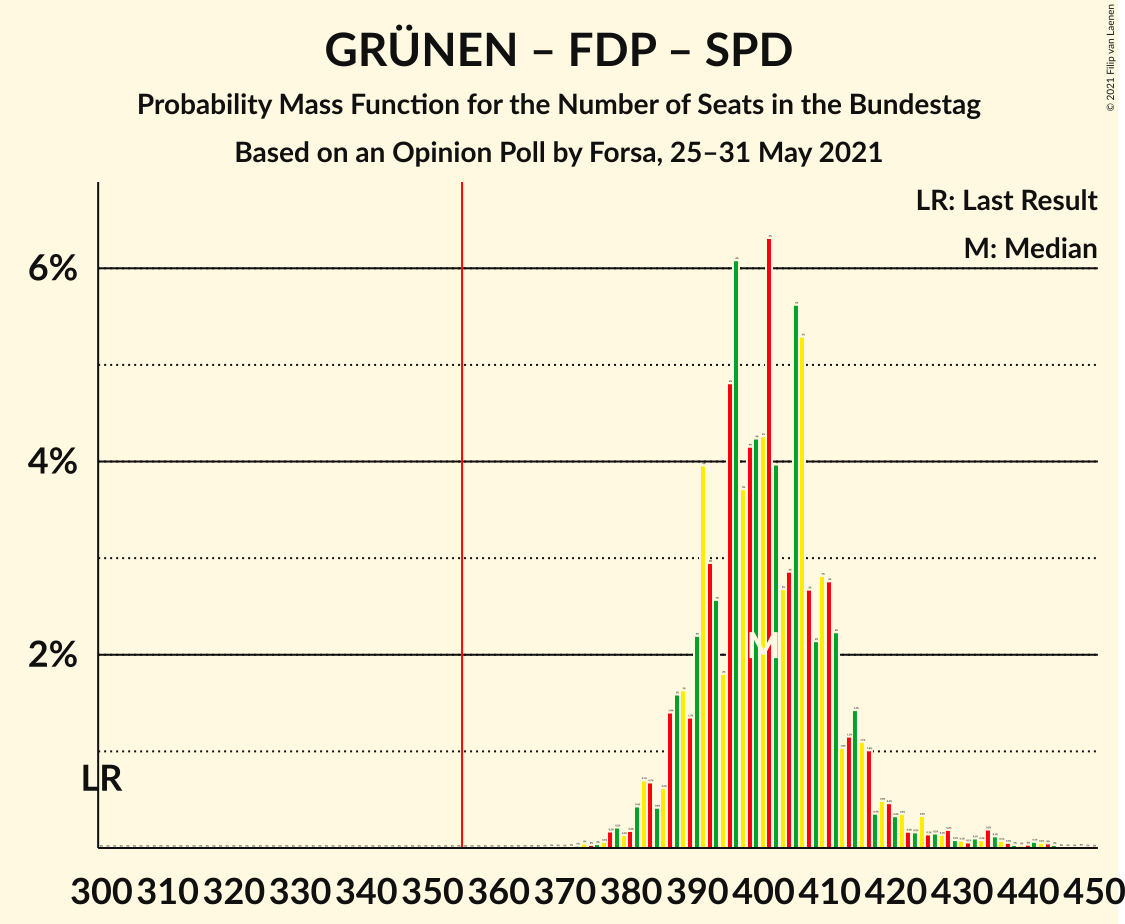 GRÜNEN – FDP – SPD
Probability Mass Function for the Number of Seats in the Bundestag
Based on an Opinion Poll by Forsa, 25–31 May 2021
© 2021 Filip van Laenen
LR: Last Result
M: Median
6%
4%
2%
M
LR
300 310 320 330 340 350 360 370 380 390 400 410 420 430 440 450